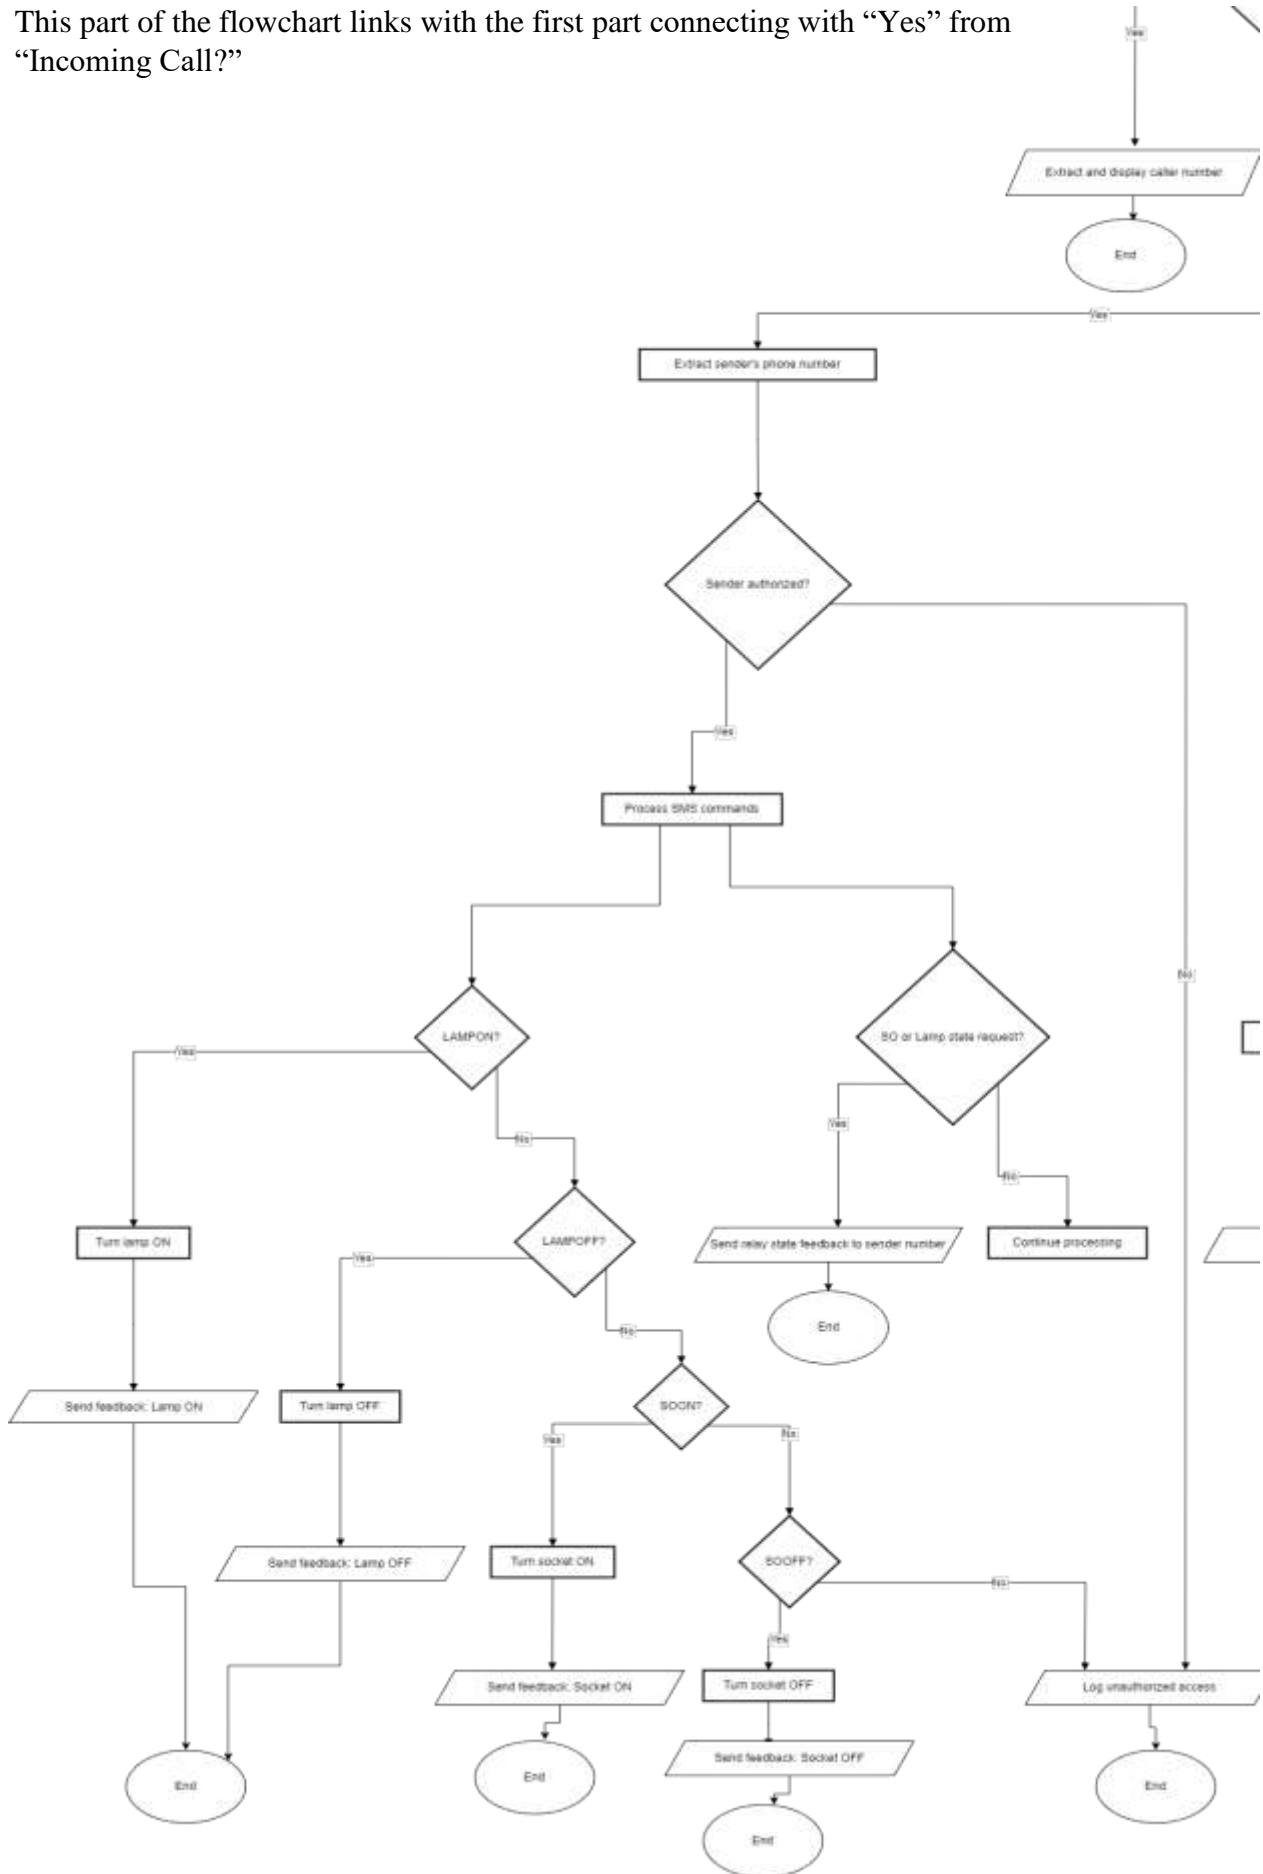 This part of the flowchart links with the first part connecting with “Yes” from
“Incoming Call?”
Yes
Extract and display caller number
End
Yes
Extract sender's phone number
Sender authorized?
Yes
Process SMS commands
No
LAMPON?
SO or Lamp state request?
Yes
Yes
No
No
Turn lamp ON
LAMPOFF?
Send relay state feedback to sender number
Continue processing
Yes
End
No
Send feedback: Lamp ON
Turn lamp OFF
SOON?
Yes
No
Send feedback: Lamp OFF
Turn socket ON
SOOFF?
No
Yes
Send feedback: Socket ON
Turn socket OFF
Log unauthorized access
Send feedback: Socket OFF
End
End
End
End